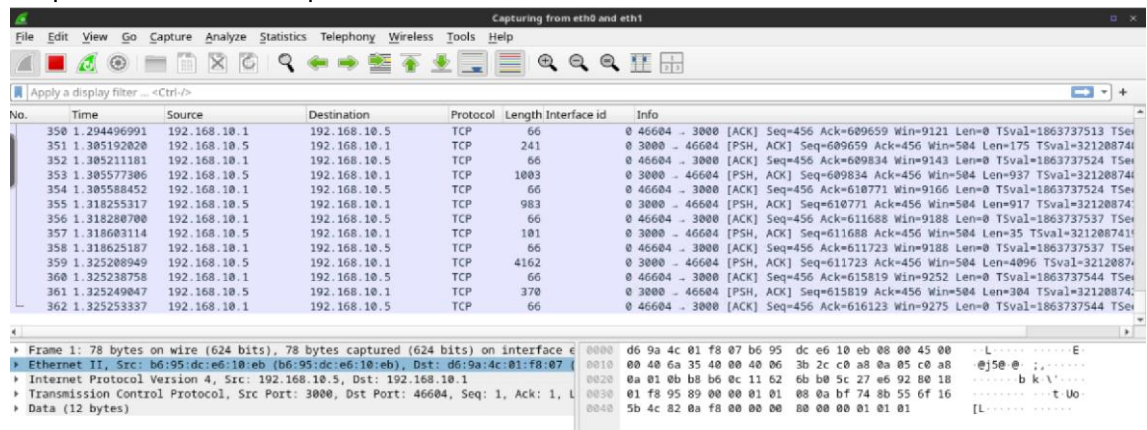 Capturing from eth0 and eth1
File Edit View Go Capture Analyze Statistics Telephony Wireless Tools Help
Apply a display filter ... <Ctrl-/>
No. Time Source Destination Protocol Length Interface id Info
350 1.294496991 192.168.10.1 192.168.10.5 TCP 66 0 46604 → 3000 [ACK] Seq=456 Ack=609659 Win=9121 Len=0 TSval=1863737513 TSe
351 1.305192020 192.168.10.5 192.168.10.1 TCP 241 0 3000 → 46604 [PSH, ACK] Seq=609659 Ack=456 Win=504 Len=175 TSval=321208740
352 1.305211181 192.168.10.1 192.168.10.5 TCP 66 0 46604 → 3000 [ACK] Seq=456 Ack=609834 Win=9143 Len=0 TSval=1863737524 TSe
353 1.305577306 192.168.10.5 192.168.10.1 TCP 1003 0 3000 → 46604 [PSH, ACK] Seq=609834 Ack=456 Win=504 Len=937 TSval=321208740
354 1.305588452 192.168.10.1 192.168.10.5 TCP 66 0 46604 → 3000 [ACK] Seq=456 Ack=610771 Win=9166 Len=0 TSval=1863737524 TSe
355 1.318255317 192.168.10.5 192.168.10.1 TCP 983 0 3000 → 46604 [PSH, ACK] Seq=610771 Ack=456 Win=504 Len=917 TSval=321208741
356 1.318280700 192.168.10.1 192.168.10.5 TCP 66 0 46604 → 3000 [ACK] Seq=456 Ack=611688 Win=9188 Len=0 TSval=1863737537 TSe
357 1.318603114 192.168.10.5 192.168.10.1 TCP 101 0 3000 → 46604 [PSH, ACK] Seq=611688 Ack=456 Win=504 Len=35 TSval=3212087419
358 1.318625187 192.168.10.1 192.168.10.5 TCP 66 0 46604 → 3000 [ACK] Seq=456 Ack=611723 Win=9188 Len=0 TSval=1863737537 TSe
359 1.325208949 192.168.10.5 192.168.10.1 TCP 4162 0 3000 → 46604 [PSH, ACK] Seq=611723 Ack=456 Win=504 Len=4096 TSval=32120874
360 1.325238758 192.168.10.1 192.168.10.5 TCP 66 0 46604 → 3000 [ACK] Seq=456 Ack=615819 Win=9252 Len=0 TSval=1863737544 TSe
361 1.325249047 192.168.10.5 192.168.10.1 TCP 370 0 3000 → 46604 [PSH, ACK] Seq=615819 Ack=456 Win=504 Len=304 TSval=321208742
362 1.325253337 192.168.10.1 192.168.10.5 TCP 66 0 46604 → 3000 [ACK] Seq=456 Ack=616123 Win=9275 Len=0 TSval=1863737544 TSe
Frame 1: 78 bytes on wire (624 bits), 78 bytes captured (624 bits) on interface e
Ethernet II, Src: b6:95:dc:e6:10:eb (b6:95:dc:e6:10:eb), Dst: d6:9a:4c:01:f8:07 (
Internet Protocol Version 4, Src: 192.168.10.5, Dst: 192.168.10.1
Transmission Control Protocol, Src Port: 3000, Dst Port: 46604, Seq: 1, Ack: 1, L
Data (12 bytes)
0000 d6 9a 4c 01 f8 07 b6 95 dc e6 10 eb 08 00 45 00 ··L····· ······E·
0010 00 40 6a 35 40 00 40 06 3b 2c c0 a8 0a 05 c0 a8 ·@j5@·@· ;,······
0020 0a 01 0b b8 b6 0c 11 62 6b b0 5c 27 e6 92 80 18 ·······b k·\'····
0030 01 f8 95 89 00 00 01 01 08 0a bf 74 8b 55 6f 16 ········ ···t·Uo·
0040 5b 4c 82 0a f8 00 00 00 80 00 00 01 01 01 [L······ ······